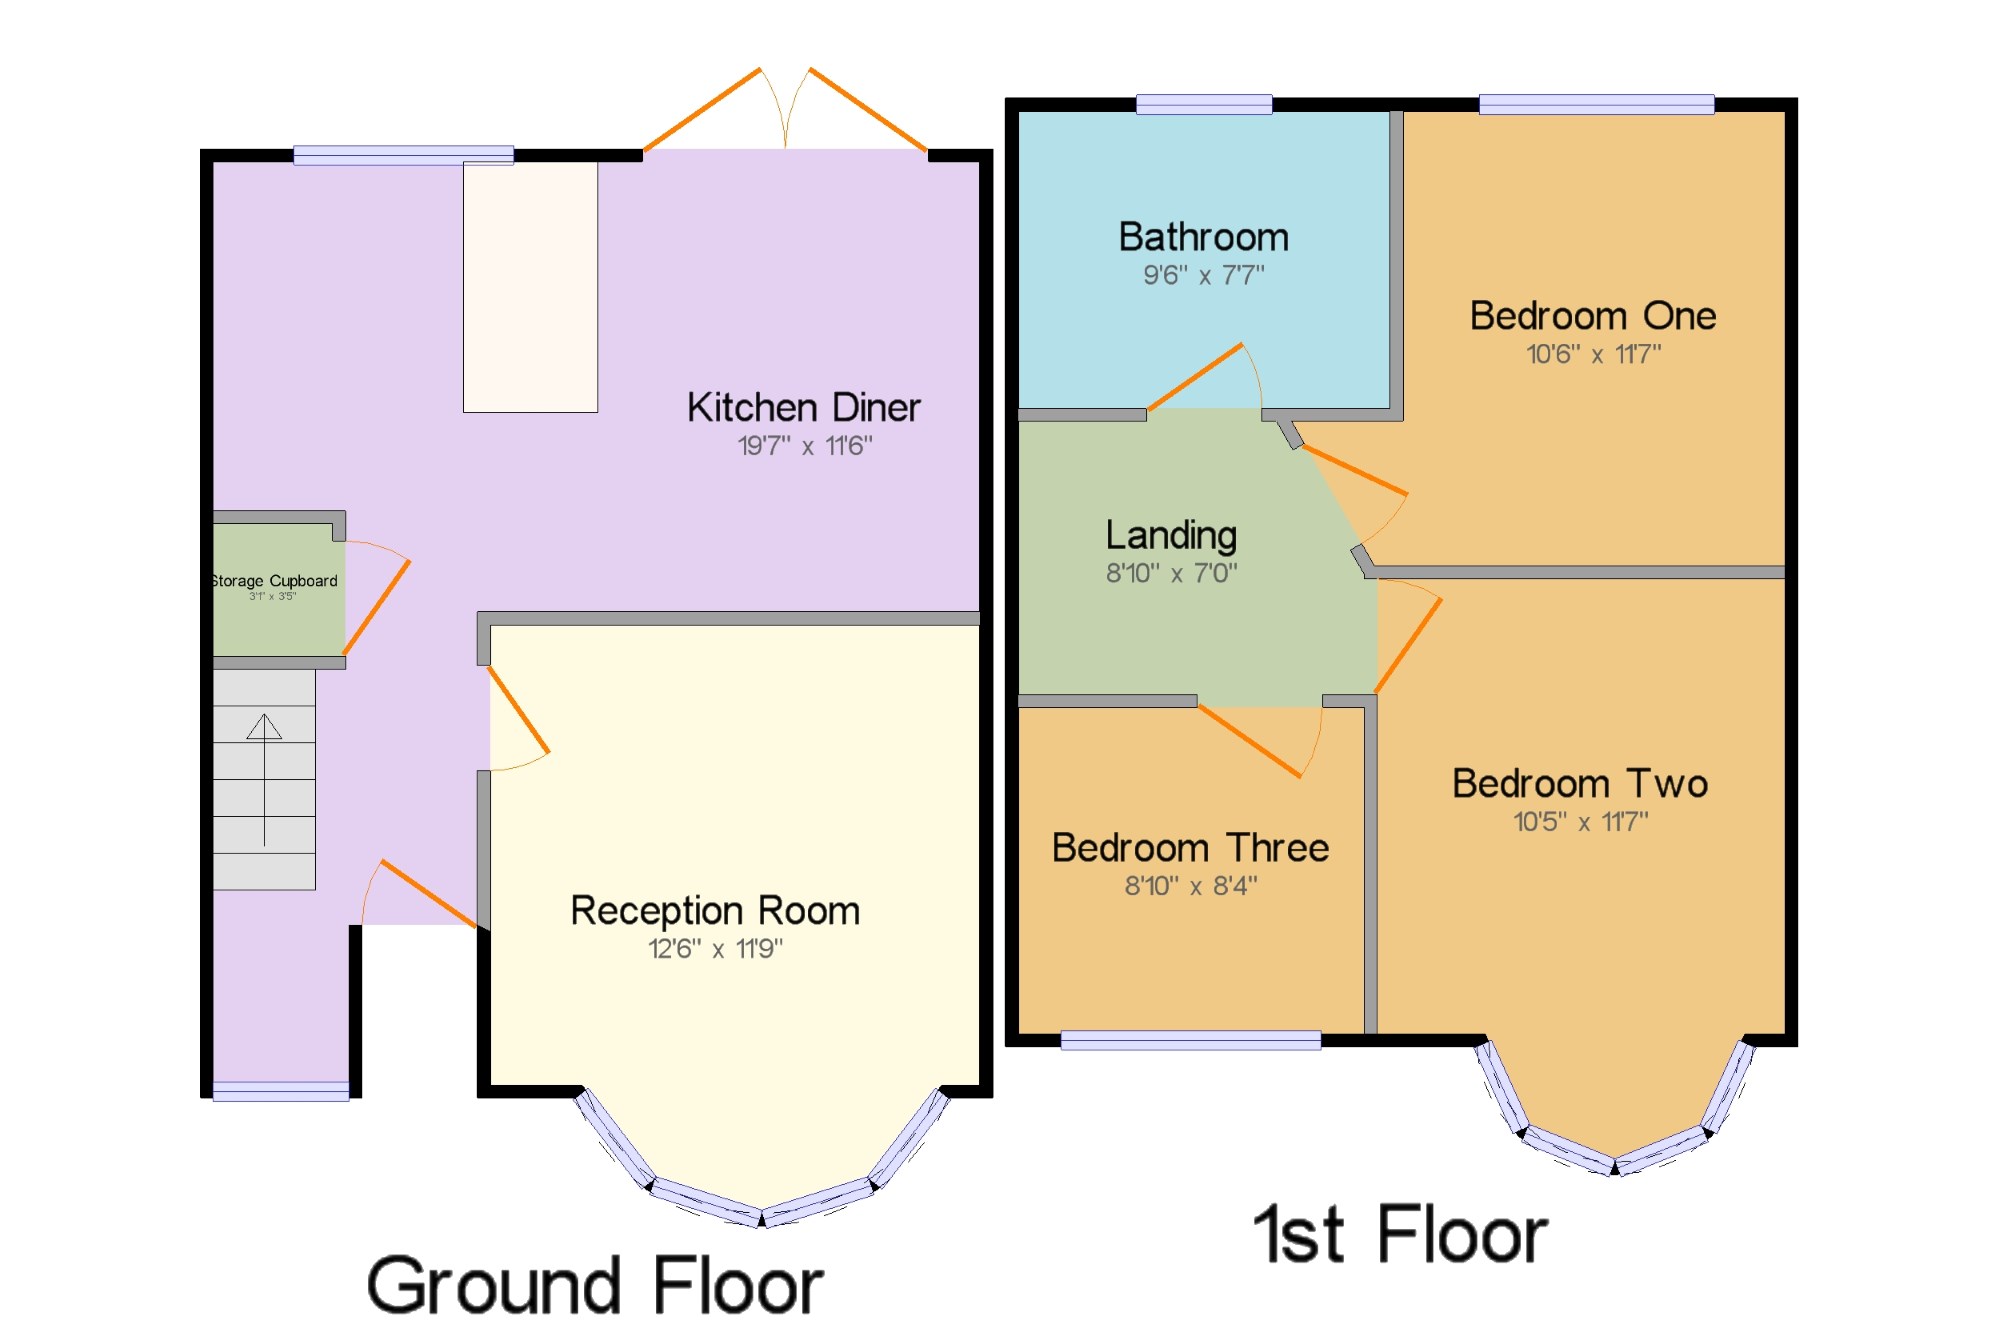 Kitchen Diner
19'7" x 11'6"
Storage Cupboard
3'1" x 3'5"
Reception Room
12'6" x 11'9"
Ground Floor
Bathroom
9'6" x 7'7"
Bedroom One
10'6" x 11'7"
Landing
8'10" x 7'0"
Bedroom Two
10'5" x 11'7"
Bedroom Three
8'10" x 8'4"
1st Floor